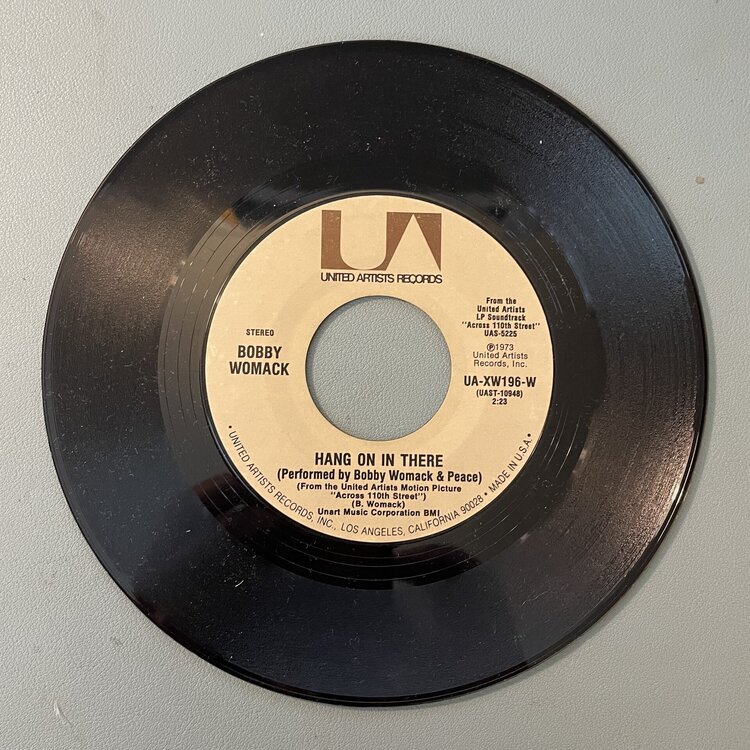 UA
UNITED ARTISTS RECORDS
From the
United Artists
LP Soundtrack
"Across 110th Street"
UAS-5225
℗1973
United Artists
Records, Inc.
STEREO
BOBBY
WOMACK
UA-XW196-W
(UAST-10948)
2:23
HANG ON IN THERE
(Performed by Bobby Womack & Peace)
(From the United Artists Motion Picture
"Across 110th Street")
(B. Womack)
Unart Music Corporation BMI
• UNITED ARTISTS RECORDS, INC., LOS ANGELES, CALIFORNIA 90028 • MADE IN U.S.A. •